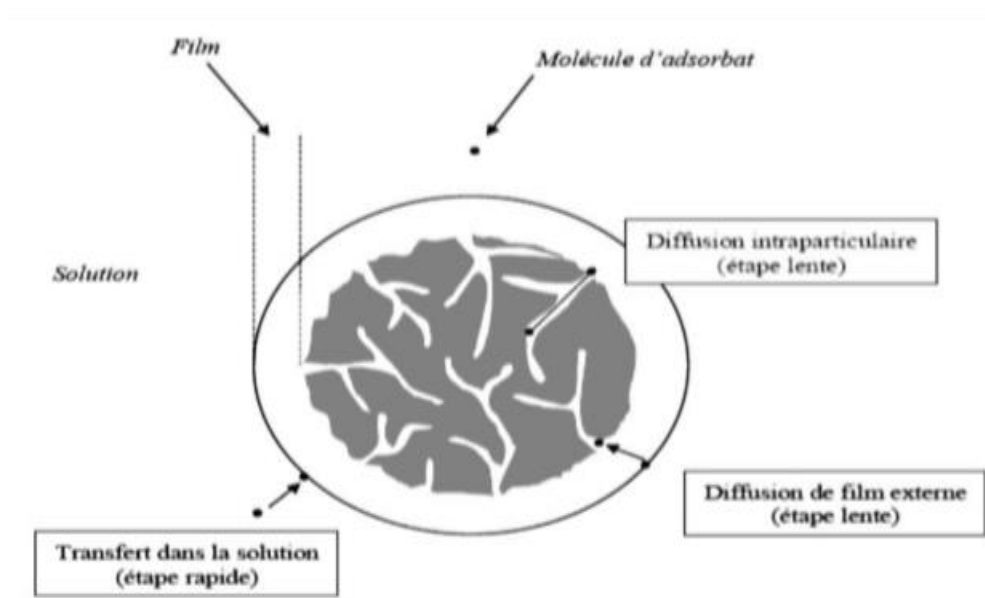 Film
Molécule d'adsorbat
Diffusion intraparticulaire
(étape lente)
Solution
Diffusion de film externe
(étape lente)
Transfert dans la solution
(étape rapide)